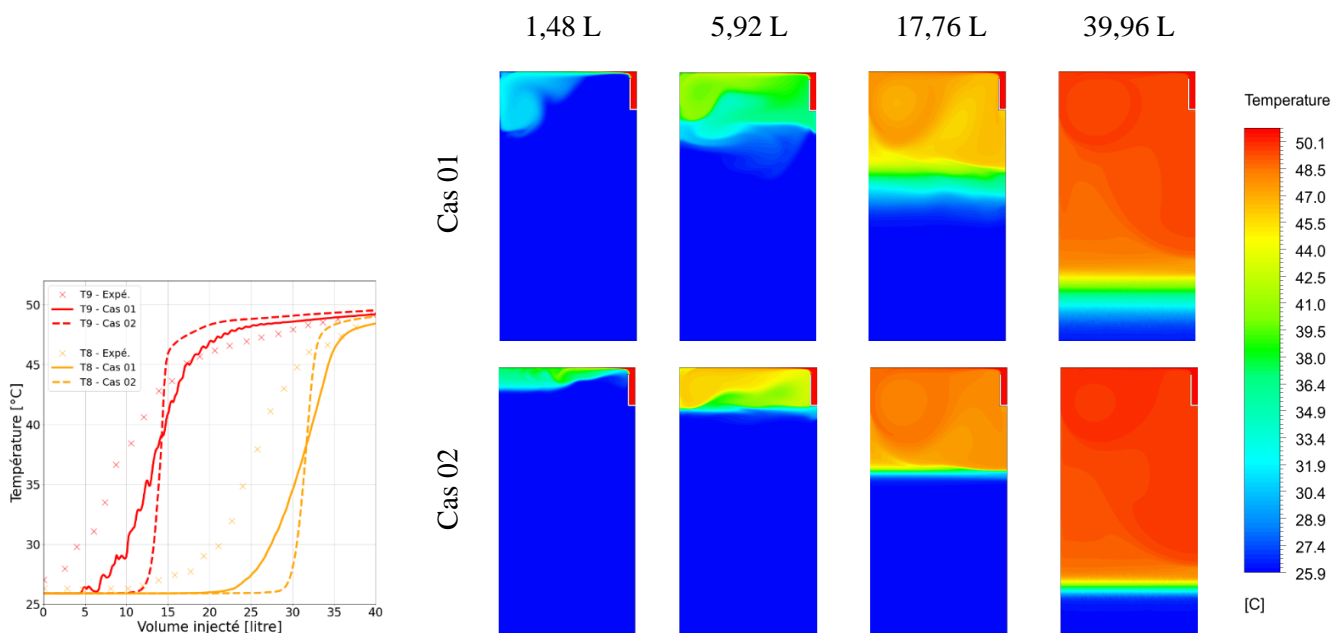 1,48 L
5,92 L
17,76 L
39,96 L
Cas 01
Cas 02
Temperature
50.1
48.5
47.0
45.5
44.0
42.5
41.0
39.5
38.0
36.5
34.9
33.4
31.9
30.4
28.9
27.4
25.9
[C]
T9 - Expé.
T9 - Cas 01
T9 - Cas 02
T8 - Expé.
T8 - Cas 01
T8 - Cas 02
Température [°C]
50
45
40
35
30
25
0
5
10
15
20
25
30
35
40
Volume injecté [litre]